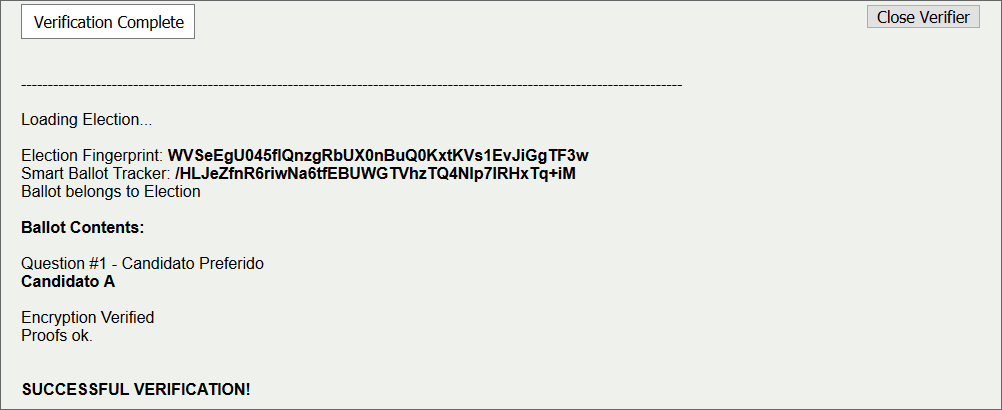 Verification Complete
Close Verifier
--------------------------------------------------------------------------------------------------------------------------------
Loading Election...
Election Fingerprint: WVSeEgU045flQnzgRbUX0nBuQ0KxtKVs1EvJiGgTF3w
Smart Ballot Tracker: /HLJeZfnR6riwNa6tfEBUWGTVhzTQ4NIp7IRHxTq+iM
Ballot belongs to Election
Ballot Contents:
Question #1 - Candidato Preferido
Candidato A
Encryption Verified
Proofs ok.
SUCCESSFUL VERIFICATION!